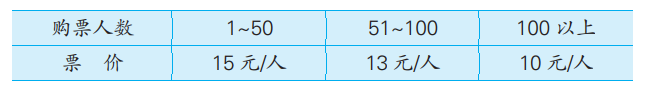 购票人数 1~50 51~100 100 以上
票 价 15 元/人 13 元/人 10 元/人